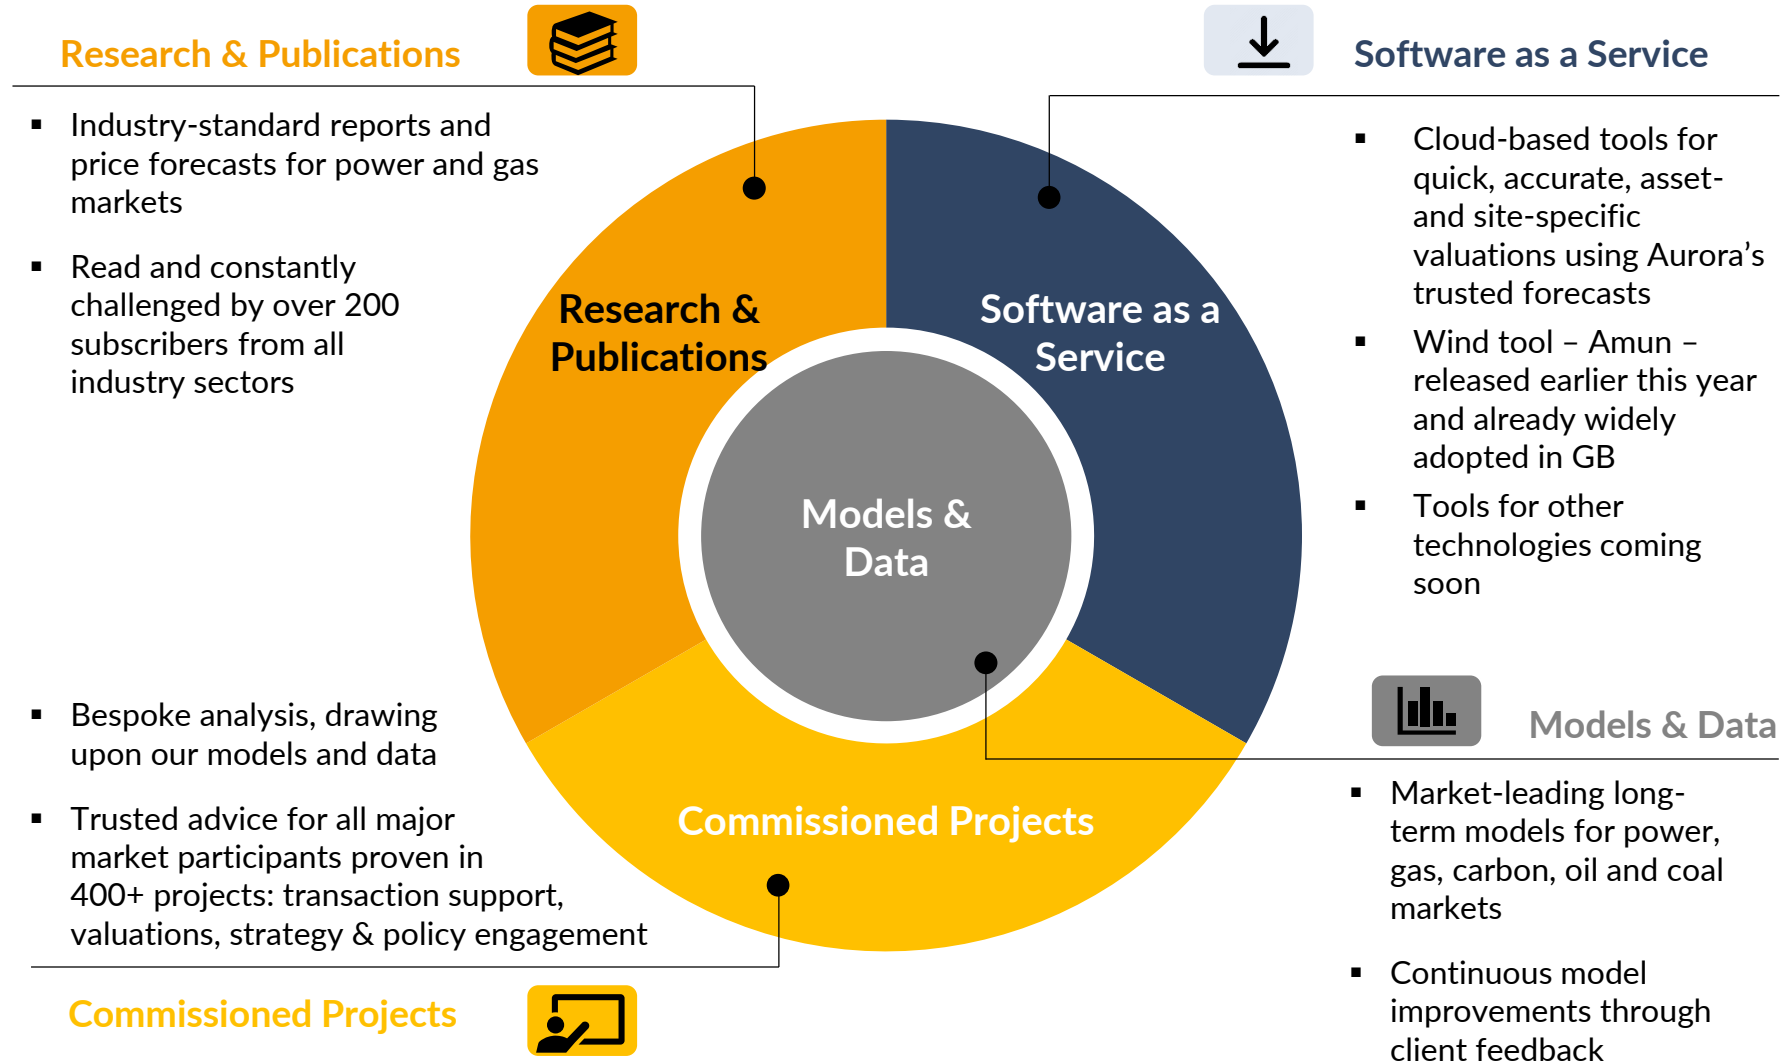 Research & Publications
Industry-standard reports and
price forecasts for power and gas
markets
Read and constantly
challenged by over 200
subscribers from all
industry sectors
Software as a Service
Cloud-based tools for
quick, accurate, asset-
and site-specific
valuations using Aurora’s
trusted forecasts
Wind tool – Amun –
released earlier this year
and already widely
adopted in GB
Tools for other
technologies coming
soon
Research &
Publications
Software as a
Service
Models &
Data
Commissioned Projects
Bespoke analysis, drawing
upon our models and data
Trusted advice for all major
market participants proven in
400+ projects: transaction support,
valuations, strategy & policy engagement
Commissioned Projects
Models & Data
Market-leading long-
term models for power,
gas, carbon, oil and coal
markets
Continuous model
improvements through
client feedback